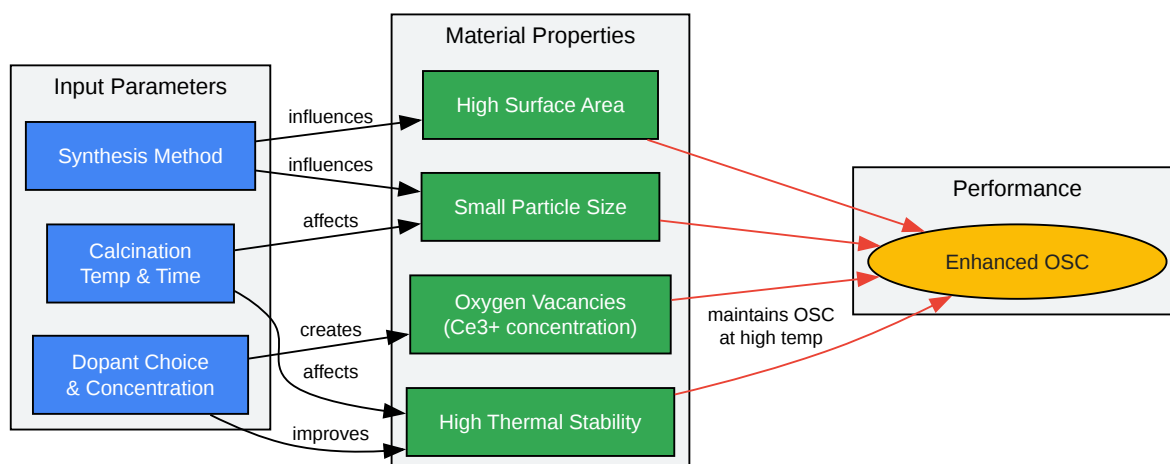 Input Parameters
Synthesis Method
Calcination
Temp & Time
Dopant Choice
& Concentration
influences
influences
affects
creates
affects
improves
Material Properties
High Surface Area
Small Particle Size
Oxygen Vacancies
(Ce3+ concentration)
High Thermal Stability
maintains OSC
at high temp
Performance
Enhanced OSC